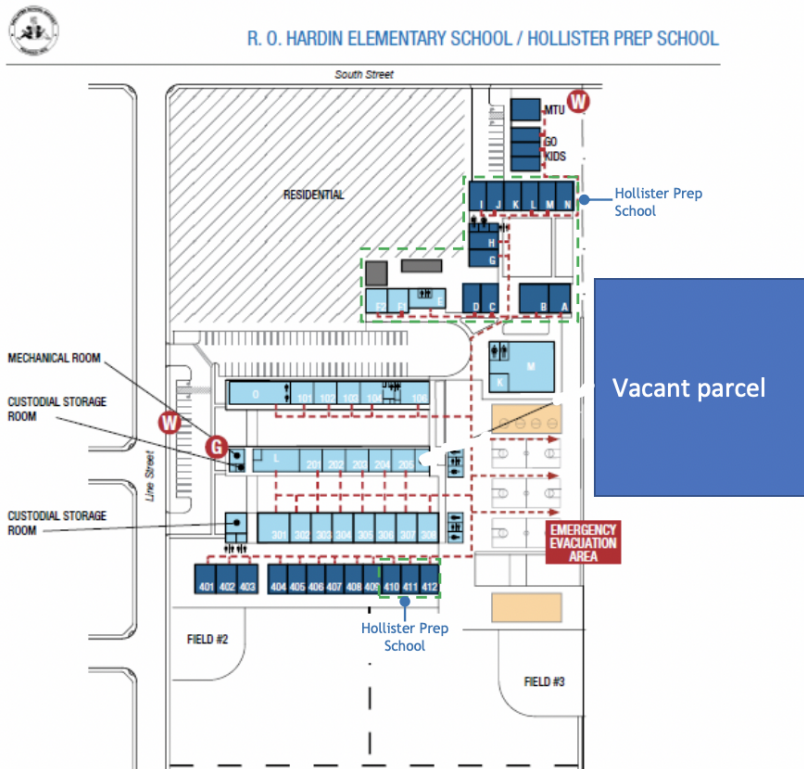 R. O. HARDIN ELEMENTARY SCHOOL / HOLLISTER PREP SCHOOL
South Street
W
MTU
GO
KIDS
RESIDENTIAL
I J K L M N
Hollister Prep
School
H
G
F2 F1 E D C B A
MECHANICAL ROOM
M
K
Vacant parcel
O 101 102 103 104 106
CUSTODIAL STORAGE
ROOM
W
G
L 201 202 203 204 205
Line Street
CUSTODIAL STORAGE
ROOM
301 302 303 304 305 306 307 308
EMERGENCY
EVACUATION
AREA
401 402 403 404 405 406 407 408 409 410 411 412
Hollister Prep
School
FIELD #2
FIELD #3